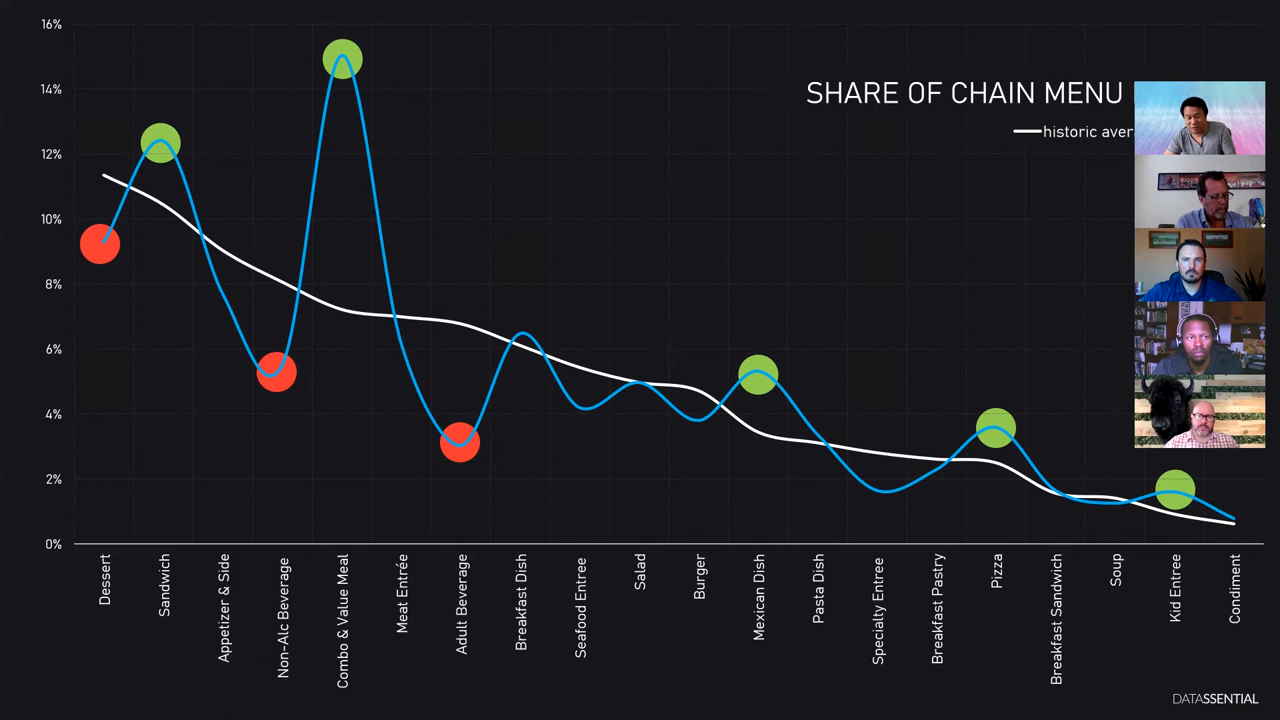 16%
14%
12%
10%
8%
6%
4%
2%
0%
SHARE OF CHAIN MENU
historic
Dessert
Sandwich
Appetizer & Side
Non-Alc Beverage
Combo & Value Meal
Meat Entrée
Adult Beverage
Breakfast Dish
Seafood Entree
Salad
Burger
Mexican Dish
Pasta Dish
Specialty Entree
Breakfast Pastry
Pizza
Breakfast Sandwich
Soup
Kid Entree
Condiment
DATASSENTIAL